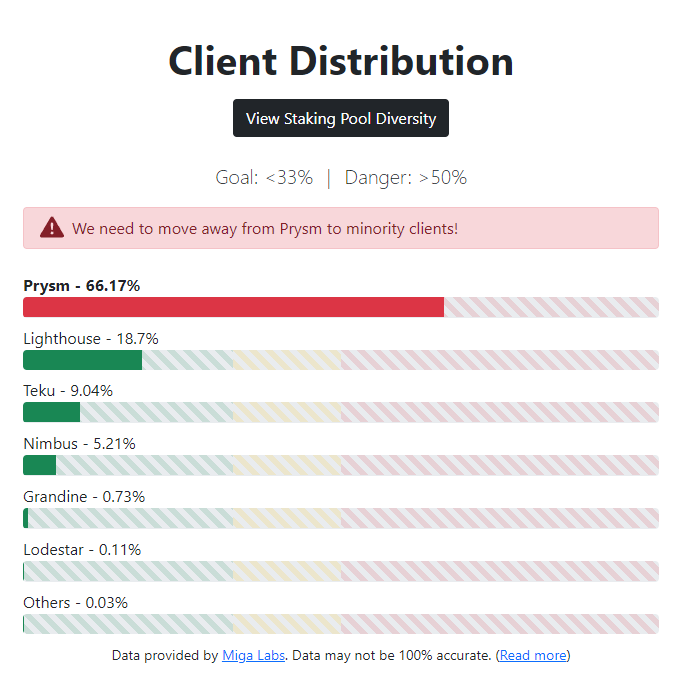 Client Distribution
View Staking Pool Diversity
Goal: <33% | Danger: >50%
We need to move away from Prysm to minority clients!
Prysm - 66.17%
Lighthouse - 18.7%
Teku - 9.04%
Nimbus - 5.21%
Grandine - 0.73%
Lodestar - 0.11%
Others - 0.03%
Data provided by Miga Labs. Data may not be 100% accurate. (Read more)